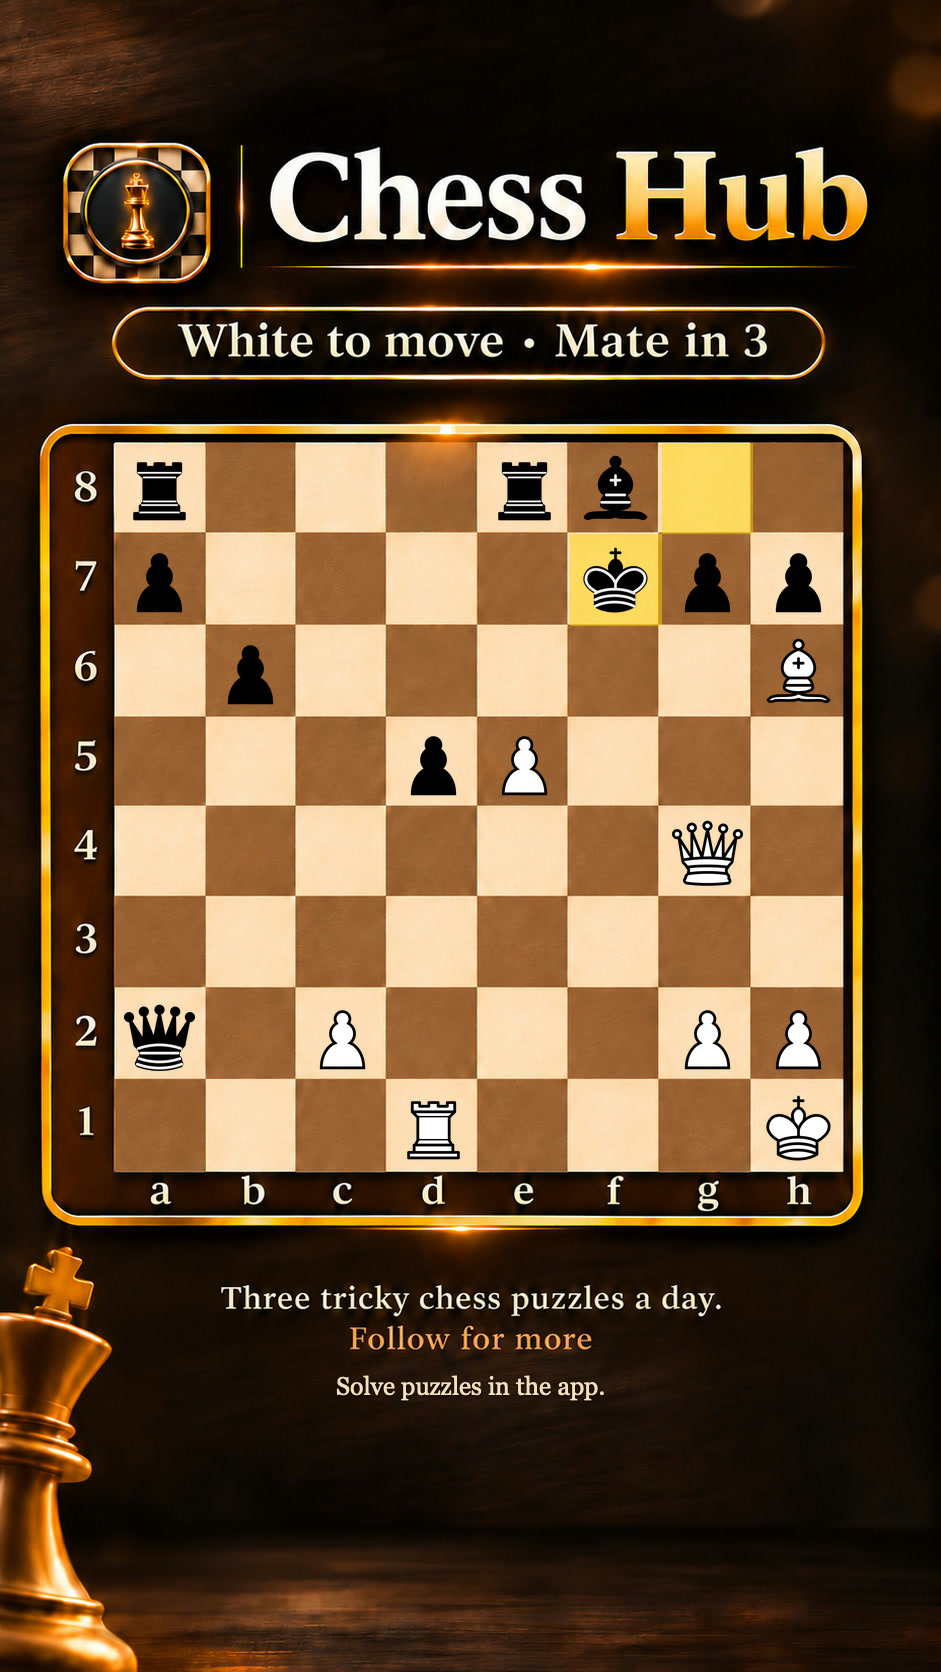 Chess Hub
White to move • Mate in 3
8
7
6
5
4
3
2
1
a b c d e f g h
Three tricky chess puzzles a day.
Follow for more
Solve puzzles in the app.